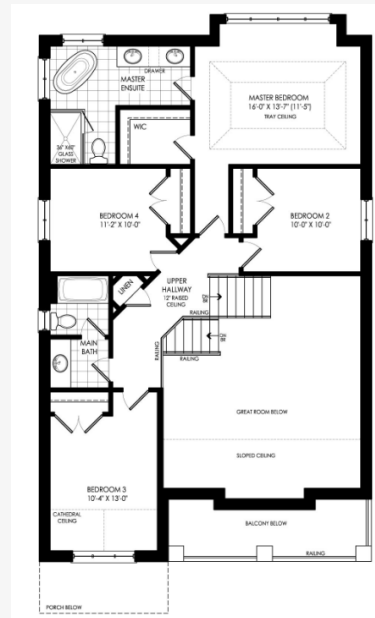 DRAWER
MASTER
ENSUITE
MASTER BEDROOM
16'-0" X 13'-7" (11'-5")
TRAY CEILING
WIC
36" X60"
GLASS
SHOWER
BEDROOM 4
11'-2" X 10'-0"
BEDROOM 2
10'-0" X 10'-0"
LINEN
UPPER
HALLWAY
12' RAISED
CEILING
RAILING
MAIN
BATH
RAILING
RAILING
GREAT ROOM BELOW
SLOPED CEILING
BEDROOM 3
10'-4" X 13'-0"
CATHEDRAL
CEILING
BALCONY BELOW
RAILING
PORCH BELOW